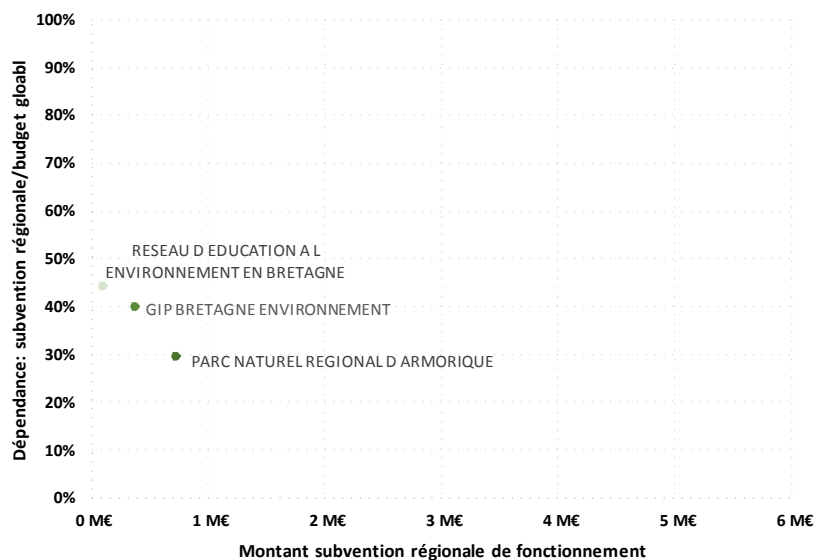 100%
90%
80%
70%
60%
50%
40%
30%
20%
10%
0%
Dépendance: subvention régionale/budget gloabl
RESEAU D EDUCATION A L
ENVIRONNEMENT EN BRETAGNE
GIP BRETAGNE ENVIRONNEMENT
PARC NATUREL REGIONAL D ARMORIQUE
0 M€ 1 M€ 2 M€ 3 M€ 4 M€ 5 M€ 6 M€
Montant subvention régionale de fonctionnement